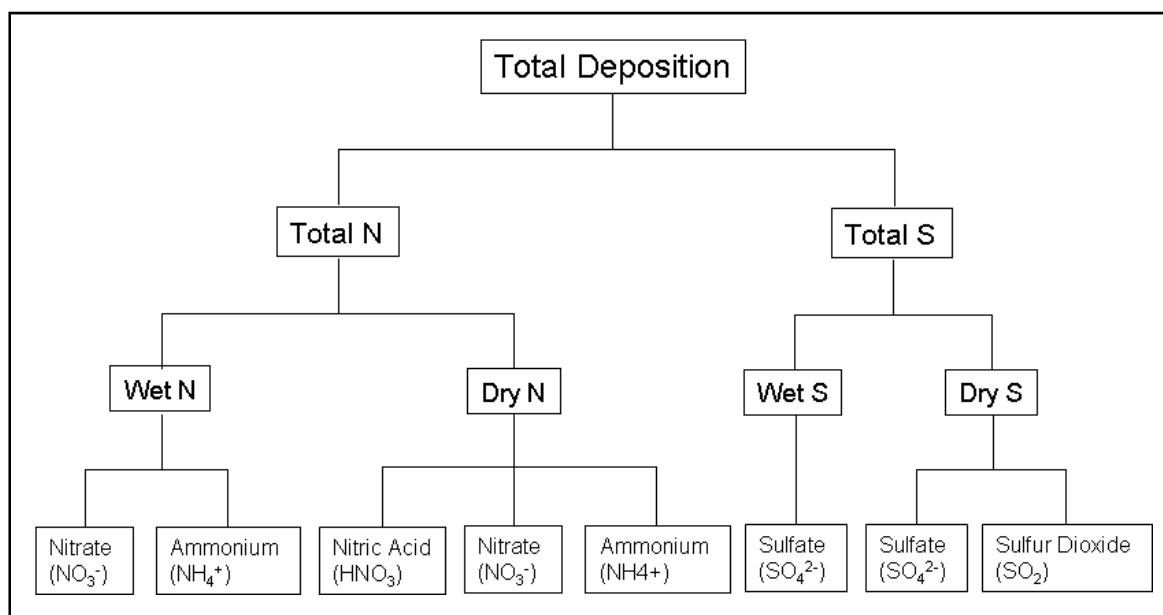 Total Deposition
Total N
Total S
Wet N
Dry N
Wet S
Dry S
Nitrate
(NO₃⁻)
Ammonium
(NH₄⁺)
Nitric Acid
(HNO₃)
Nitrate
(NO₃⁻)
Ammonium
(NH4+)
Sulfate
(SO₄²⁻)
Sulfate
(SO₄²⁻)
Sulfur Dioxide
(SO₂)